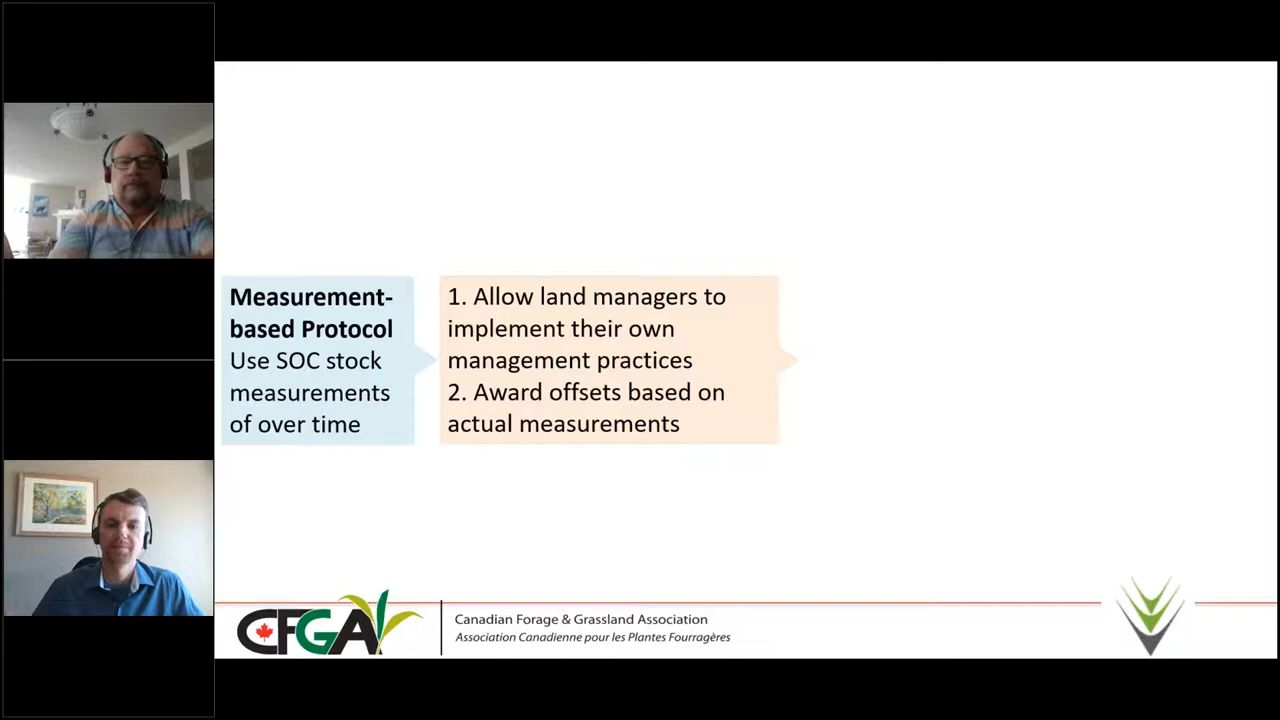 Measurement-
based Protocol
Use SOC stock
measurements
of over time
1. Allow land managers to
implement their own
management practices
2. Award offsets based on
actual measurements
CFGA
Canadian Forage & Grassland Association
Association Canadienne pour les Plantes Fourragères